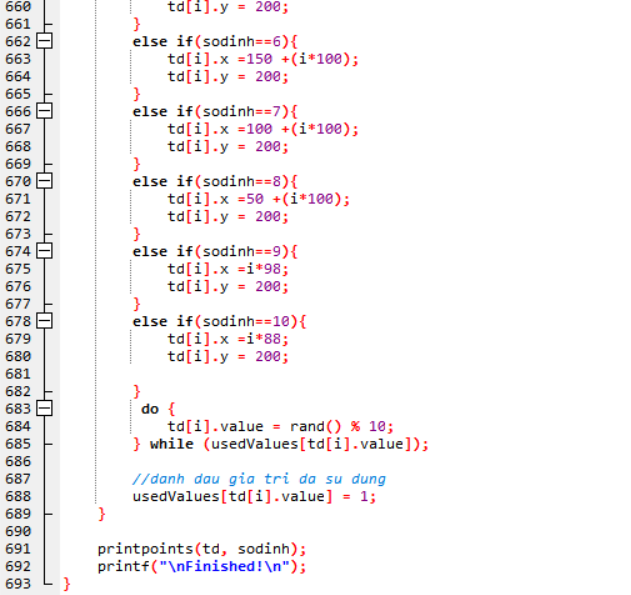 660 td[i].y = 200;
661 }
662 else if(sodinh==6){
663 td[i].x =150 +(i*100);
664 td[i].y = 200;
665 }
666 else if(sodinh==7){
667 td[i].x =100 +(i*100);
668 td[i].y = 200;
669 }
670 else if(sodinh==8){
671 td[i].x =50 +(i*100);
672 td[i].y = 200;
673 }
674 else if(sodinh==9){
675 td[i].x =i*98;
676 td[i].y = 200;
677 }
678 else if(sodinh==10){
679 td[i].x =i*88;
680 td[i].y = 200;
681
682 }
683 do {
684 td[i].value = rand() % 10;
685 } while (usedValues[td[i].value]);
686
687 //danh dau gia tri da su dung
688 usedValues[td[i].value] = 1;
689 }
690
691 printpoints(td, sodinh);
692 printf("\nFinished!\n");
693 }